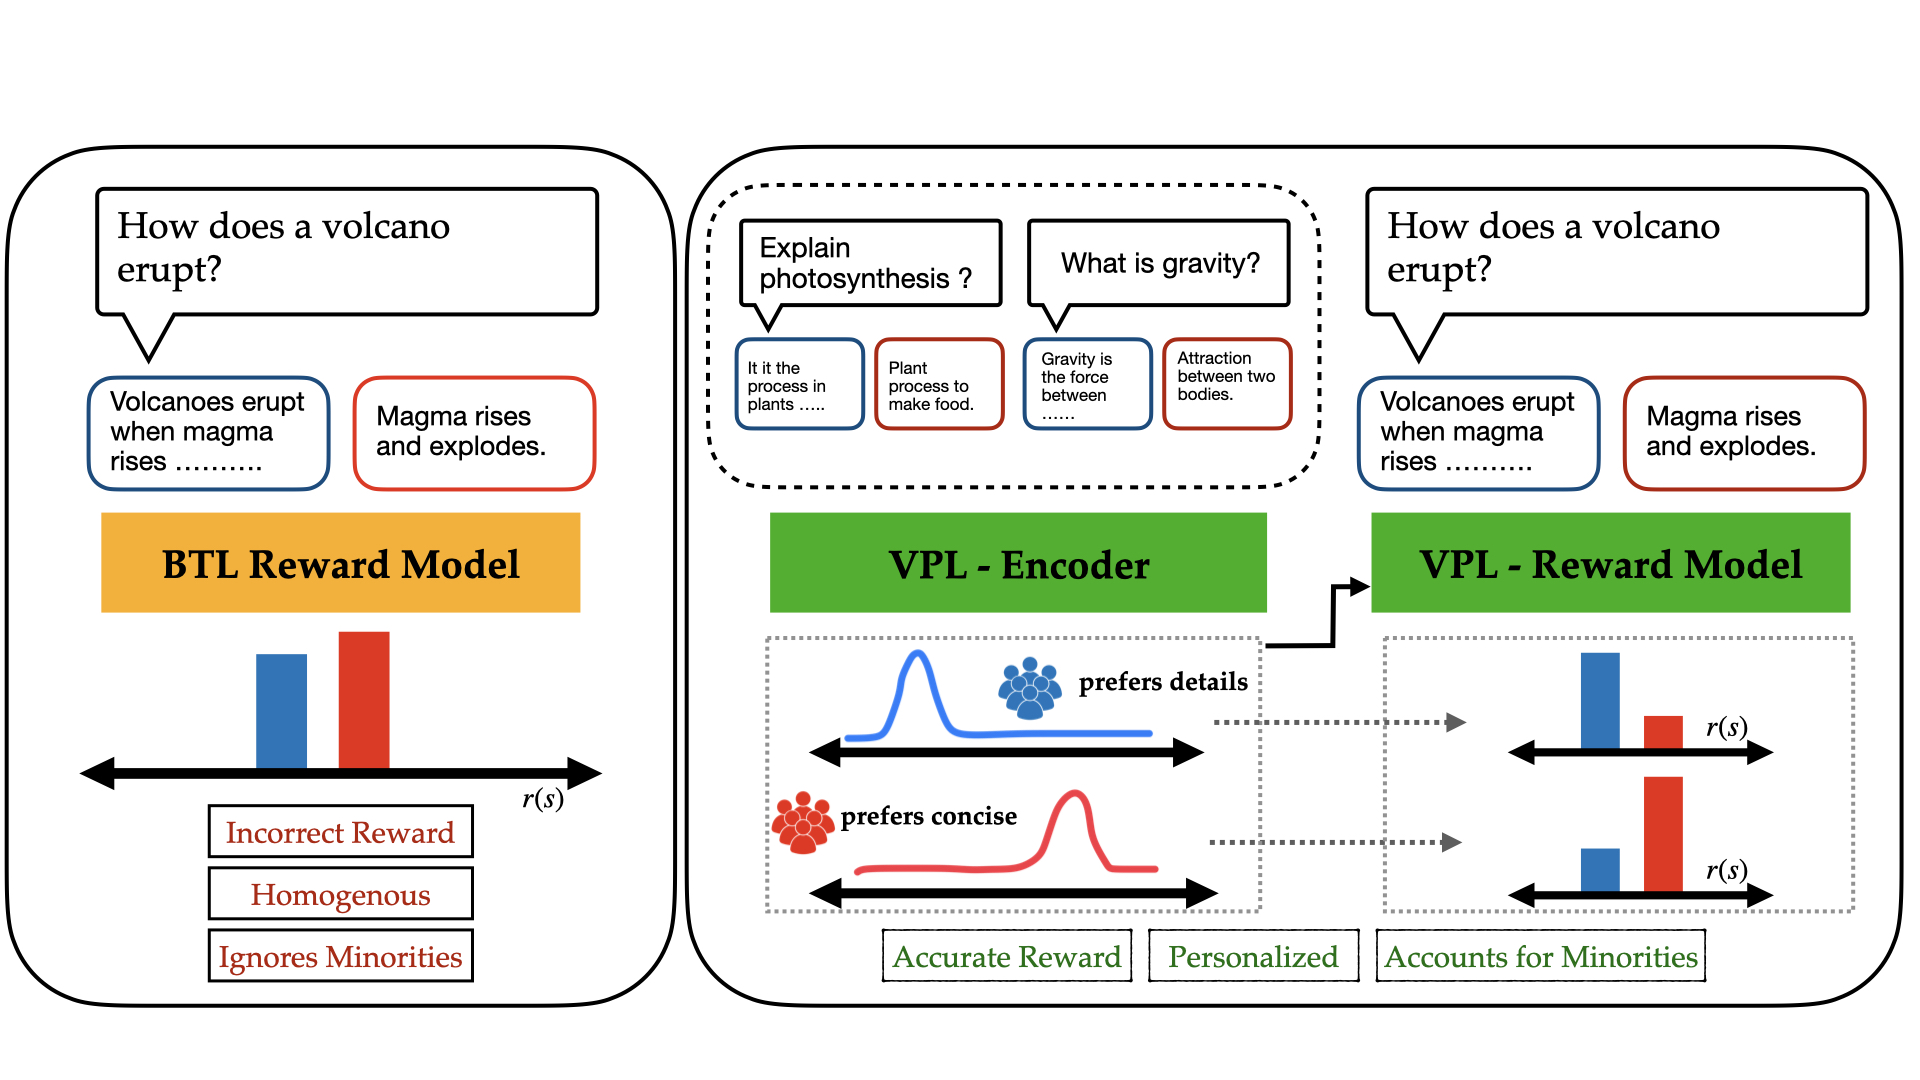 How does a volcano
erupt?
Volcanoes erupt
when magma
rises ..........
Magma rises
and explodes.
BTL Reward Model
r(s)
Incorrect Reward
Homogenous
Ignores Minorities
Explain
photosynthesis ?
It it the
process in
plants .....
Plant
process to
make food.
What is gravity?
Gravity is
the force
between
......
Attraction
between two
bodies.
VPL - Encoder
prefers details
prefers concise
How does a volcano
erupt?
Volcanoes erupt
when magma
rises ..........
Magma rises
and explodes.
VPL - Reward Model
r(s)
r(s)
Accurate Reward
Personalized
Accounts for Minorities